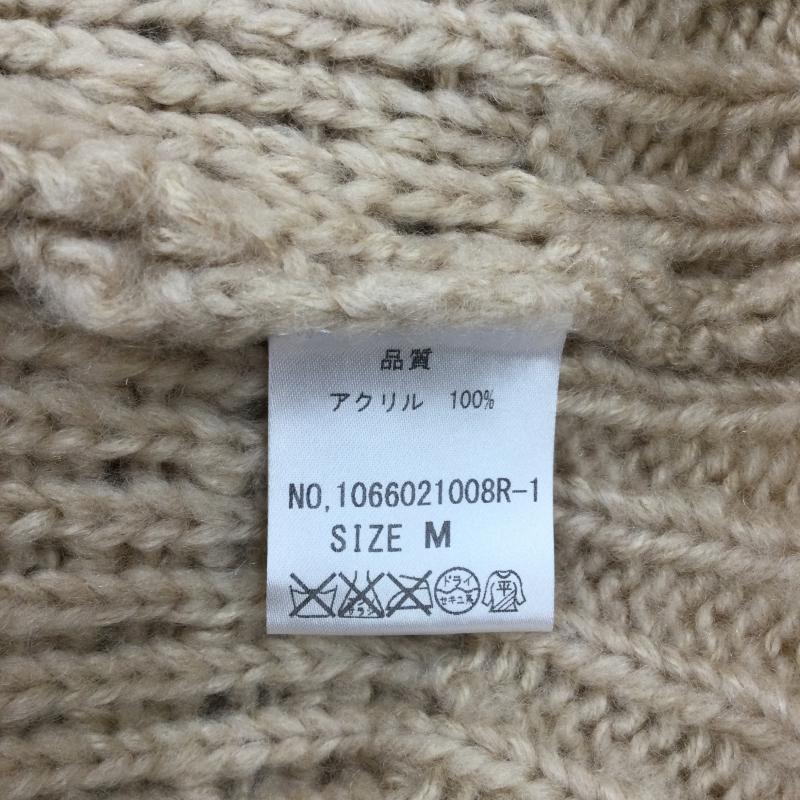 品質
アクリル 100%
NO,1066021008R-1
SIZE M
ドライ
セキユ系
平